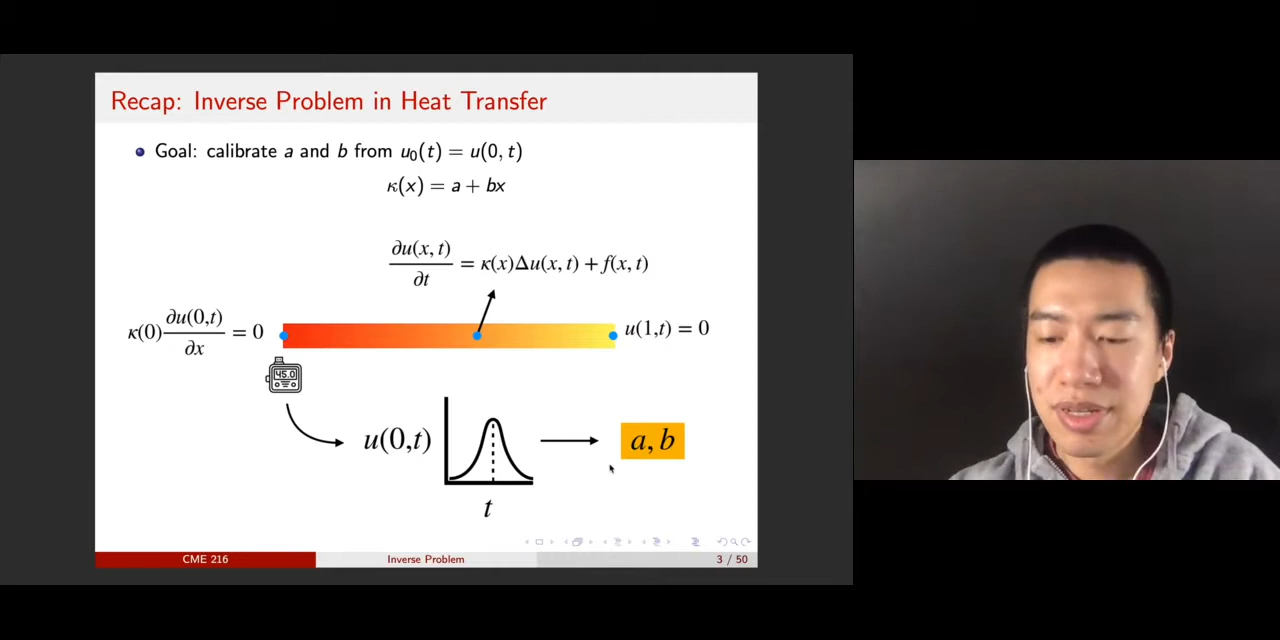 Recap: Inverse Problem in Heat Transfer
Goal: calibrate a and b from u₀(t) = u(0, t)
κ(x) = a + bx
∂u(x, t)/∂t = κ(x)Δu(x, t) + f(x, t)
κ(0) ∂u(0,t)/∂x = 0
u(1,t) = 0
45.0
u(0,t)
a, b
t
CME 216
Inverse Problem
3 / 50